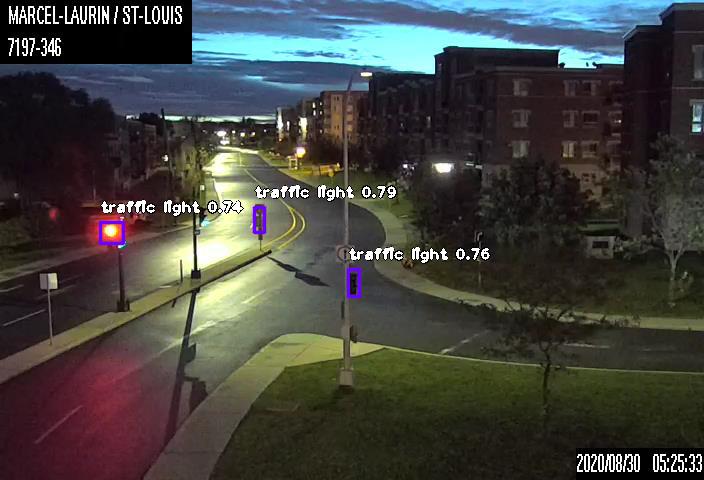 MARCEL-LAURIN / ST-LOUIS
7197-346
traffic light 0.79
traffic light 0.74
traffic light 0.76
2020/08/30 05:25:33